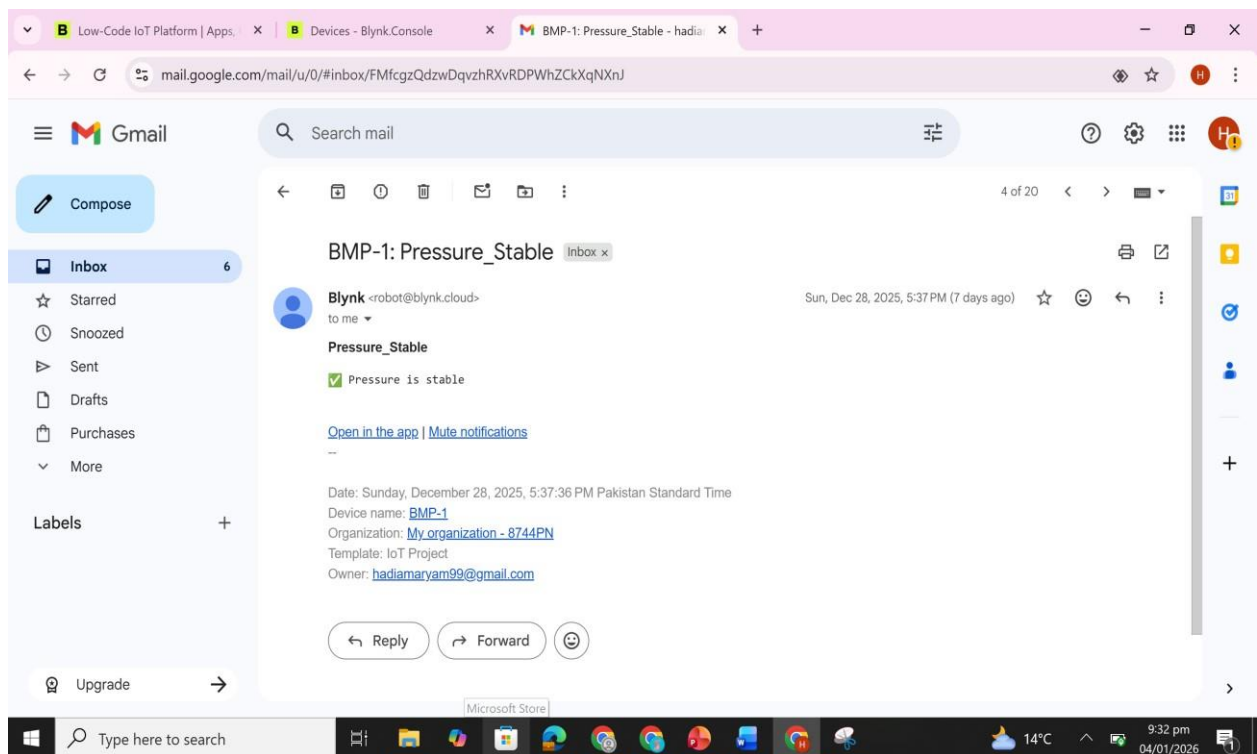 Low-Code IoT Platform | Apps,
Devices - Blynk.Console
BMP-1: Pressure_Stable - hadia
mail.google.com/mail/u/0/#inbox/FMfcgzQdzwDqvzhRXvRDPWhZCkXqNXnJ
H
Gmail
Search mail
H
Compose
4 of 20
31
BMP-1: Pressure_Stable Inbox x
Inbox 6
Blynk <robot@blynk.cloud> Sun, Dec 28, 2025, 5:37 PM (7 days ago)
to me
Starred
Snoozed
Sent
Drafts
Purchases
More
Pressure_Stable
✅ Pressure is stable
Open in the app | Mute notifications
--
Date: Sunday, December 28, 2025, 5:37:36 PM Pakistan Standard Time
Device name: BMP-1
Organization: My organization - 8744PN
Template: IoT Project
Owner: hadiamaryam99@gmail.com
Labels
Reply Forward
Upgrade
Microsoft Store
Type here to search
14°C
9:32 pm
04/01/2026
1